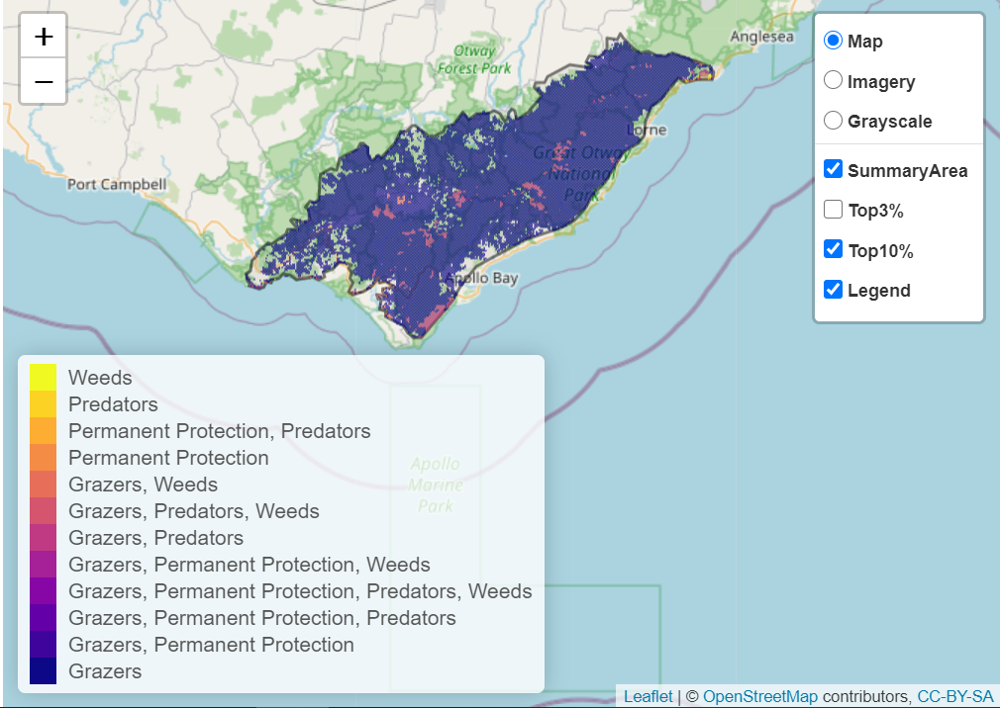 +
−
Otway
Forest Park
Anglesea
Lorne
Great Otway
National
Park
Port Campbell
Apollo Bay
Apollo
Marine
Park
Map
Imagery
Grayscale
SummaryArea
Top3%
Top10%
Legend
Weeds
Predators
Permanent Protection, Predators
Permanent Protection
Grazers, Weeds
Grazers, Predators, Weeds
Grazers, Predators
Grazers, Permanent Protection, Weeds
Grazers, Permanent Protection, Predators, Weeds
Grazers, Permanent Protection, Predators
Grazers, Permanent Protection
Grazers
Leaflet | © OpenStreetMap contributors, CC-BY-SA